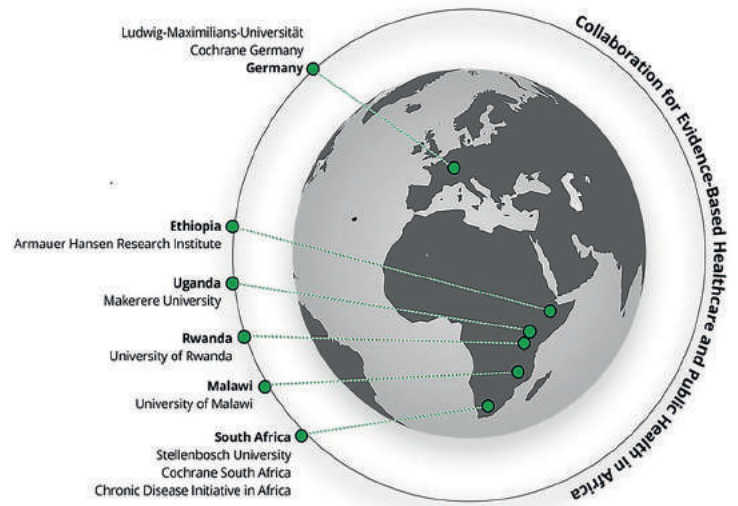 Ludwig-Maximilians-Universität
Cochrane Germany
Germany
Collaboration for Evidence-Based Healthcare and Public Health in Africa
Ethiopia
Armauer Hansen Research Institute
Uganda
Makerere University
Rwanda
University of Rwanda
Malawi
University of Malawi
South Africa
Stellenbosch University
Cochrane South Africa
Chronic Disease Initiative in Africa